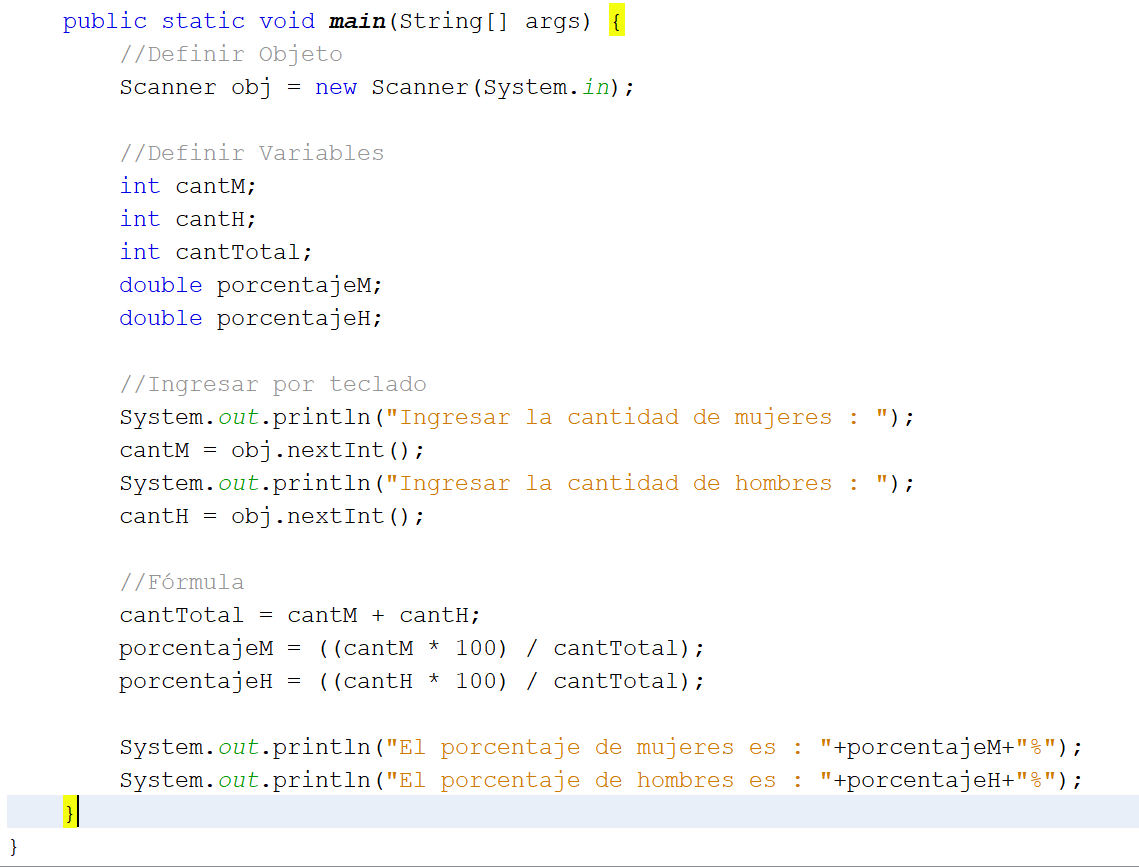 public static void main(String[] args) {
//Definir Objeto
Scanner obj = new Scanner(System.in);
//Definir Variables
int cantM;
int cantH;
int cantTotal;
double porcentajeM;
double porcentajeH;
//Ingresar por teclado
System.out.println("Ingresar la cantidad de mujeres : ");
cantM = obj.nextInt();
System.out.println("Ingresar la cantidad de hombres : ");
cantH = obj.nextInt();
//Fórmula
cantTotal = cantM + cantH;
porcentajeM = ((cantM * 100) / cantTotal);
porcentajeH = ((cantH * 100) / cantTotal);
System.out.println("El porcentaje de mujeres es : "+porcentajeM+"%");
System.out.println("El porcentaje de hombres es : "+porcentajeH+"%");
}
}